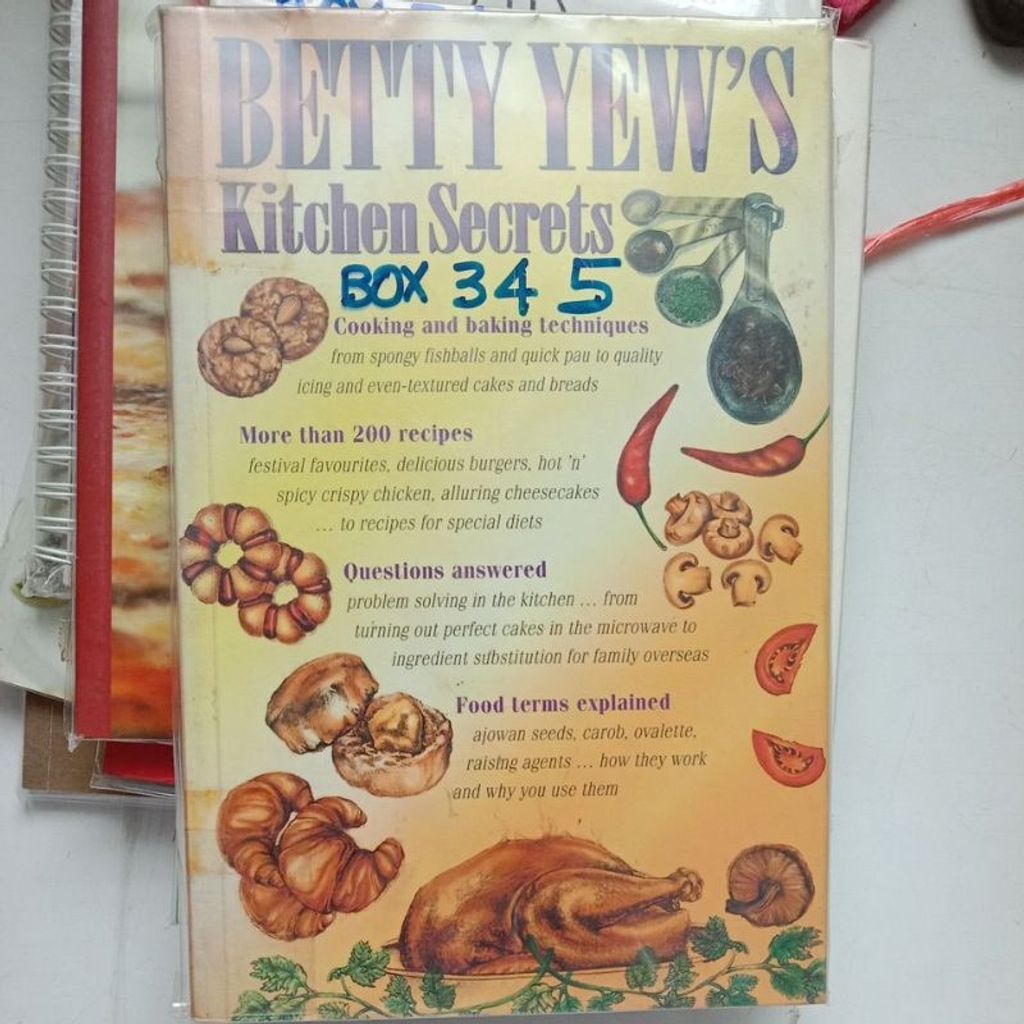 BETTY YEW'S
Kitchen Secrets
BOX 34 5
Cooking and baking techniques
from spongy fishballs and quick pau to quality
icing and even-textured cakes and breads
More than 200 recipes
festival favourites, delicious burgers, hot 'n'
spicy crispy chicken, alluring cheesecakes
... to recipes for special diets
Questions answered
problem solving in the kitchen ... from
turning out perfect cakes in the microwave to
ingredient substitution for family overseas
Food terms explained
ajowan seeds, carob, ovalette,
raising agents ... how they work
and why you use them